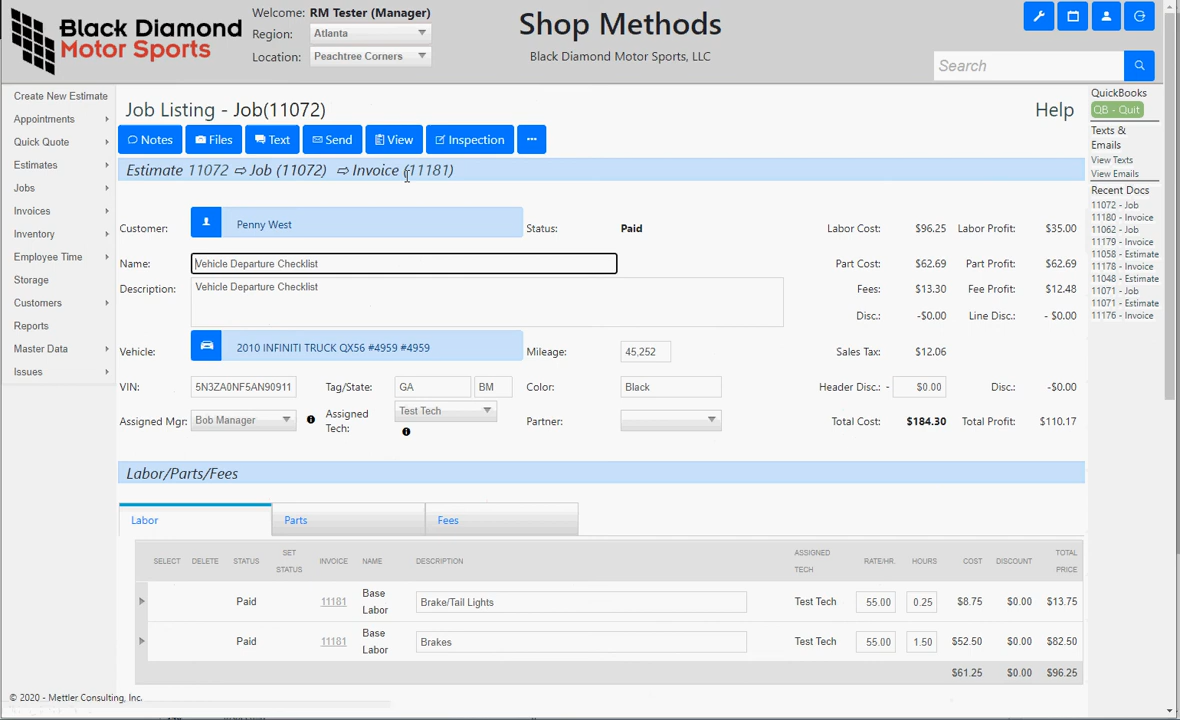 Black Diamond
Motor Sports
Welcome: RM Tester (Manager)
Region: Atlanta
Location: Peachtree Corners
Shop Methods
Black Diamond Motor Sports, LLC
Search
Create New Estimate
Appointments
Quick Quote
Estimates
Jobs
Invoices
Inventory
Employee Time
Storage
Customers
Reports
Master Data
Issues
Job Listing - Job(11072)
Help
Notes Files Text Send View Inspection ...
Estimate 11072 ⇨ Job (11072) ⇨ Invoice (11181)
Customer: Penny West Status: Paid Labor Cost: $96.25 Labor Profit: $35.00
Name: Vehicle Departure Checklist Part Cost: $62.69 Part Profit: $62.69
Description: Vehicle Departure Checklist Fees: $13.30 Fee Profit: $12.48
Disc.: -$0.00 Line Disc.: - $0.00
Vehicle: 2010 INFINITI TRUCK QX56 #4959 #4959 Mileage: 45,252 Sales Tax: $12.06
VIN: 5N3ZA0NF5AN90911 Tag/State: GA BM Color: Black Header Disc.: - $0.00 Disc.: -$0.00
Assigned Mgr: Bob Manager Assigned Tech: Test Tech Partner: Total Cost: $184.30 Total Profit: $110.17
Labor/Parts/Fees
Labor Parts Fees
SELECT DELETE STATUS SET STATUS INVOICE NAME DESCRIPTION ASSIGNED TECH RATE/HR. HOURS COST DISCOUNT TOTAL PRICE
Paid 11181 Base Labor Brake/Tail Lights Test Tech 55.00 0.25 $8.75 $0.00 $13.75
Paid 11181 Base Labor Brakes Test Tech 55.00 1.50 $52.50 $0.00 $82.50
$61.25 $0.00 $96.25
QuickBooks
QB - Quit
Texts &
Emails
View Texts
View Emails
Recent Docs
11072 - Job
11180 - Invoice
11062 - Job
11179 - Invoice
11058 - Estimate
11178 - Invoice
11048 - Estimate
11071 - Job
11071 - Estimate
11176 - Invoice
© 2020 - Mettler Consulting, Inc.